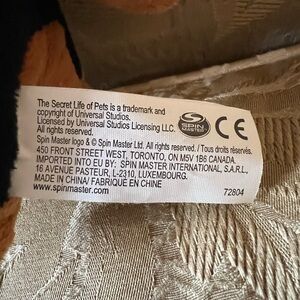 The Secret Life of Pets is a trademark and
copyright of Universal Studios.
Licensed by Universal Studios Licensing LLC.
All rights reserved.
SPIN MASTER
CE
Spin Master logo & © Spin Master Ltd. All rights reserved. / Tous droits réservés.
450 FRONT STREET WEST, TORONTO, ON M5V 1B6 CANADA.
IMPORTED INTO EU BY: SPIN MASTER INTERNATIONAL, S.A.R.L.,
16 AVENUE PASTEUR, L-2310, LUXEMBOURG.
MADE IN CHINA/ FABRIQUÉ EN CHINE
www.spinmaster.com 72804